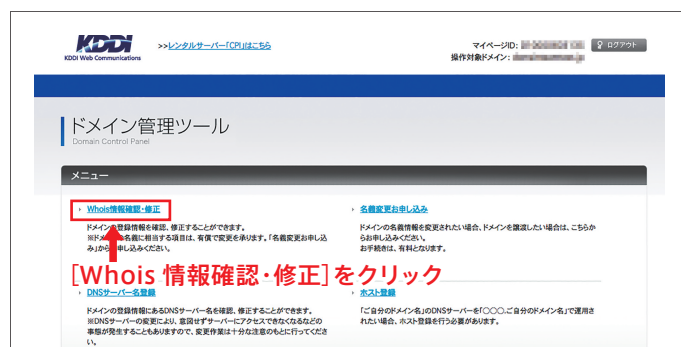 KDDI
KDDI Web Communications
>>レンタルサーバー「CPI」はこちら
マイページID:
ログアウト
操作対象ドメイン:
ドメイン管理ツール
Domain Control Panel
メニュー
Whois情報確認・修正
ドメインの登録情報を確認、修正することができます。
※ドメ の名義に相当する項目は、有償で変更を承ります。「名義変更お申し込
み」から 申し込みください。
名義変更お申し込み
ドメインの名義情報を変更されたい場合、ドメインを譲渡したい場合は、こちらか
らお申し込みください。
お手続きは、有料となります。
[Whois 情報確認・修正]をクリック
DNSサーバー名登録
ドメインの登録情報にあるDNSサーバー名を確認、修正することができます。
※DNSサーバーの変更により、意図せずサーバーにアクセスできなくなるなどの
事態が発生することもありますので、変更作業は十分な注意のもとに行ってくださ
い。
ホスト登録
「ご自分のドメイン名」のDNSサーバーを「○○○.ご自分のドメイン名」で運用さ
れたい場合、ホスト登録を行う必要があります。